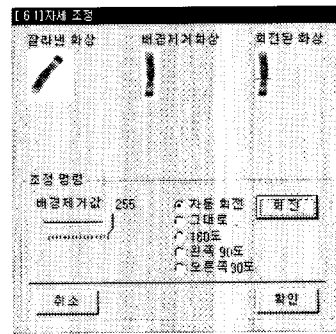 [ 6 1]자세 조정
잘라낸 화상 배경제거화상 회전된 화상
조정 명령
배경제거값 255
자동 회전
그대로
180도
왼쪽 90도
오른쪽 90도
회 전
취소 확인